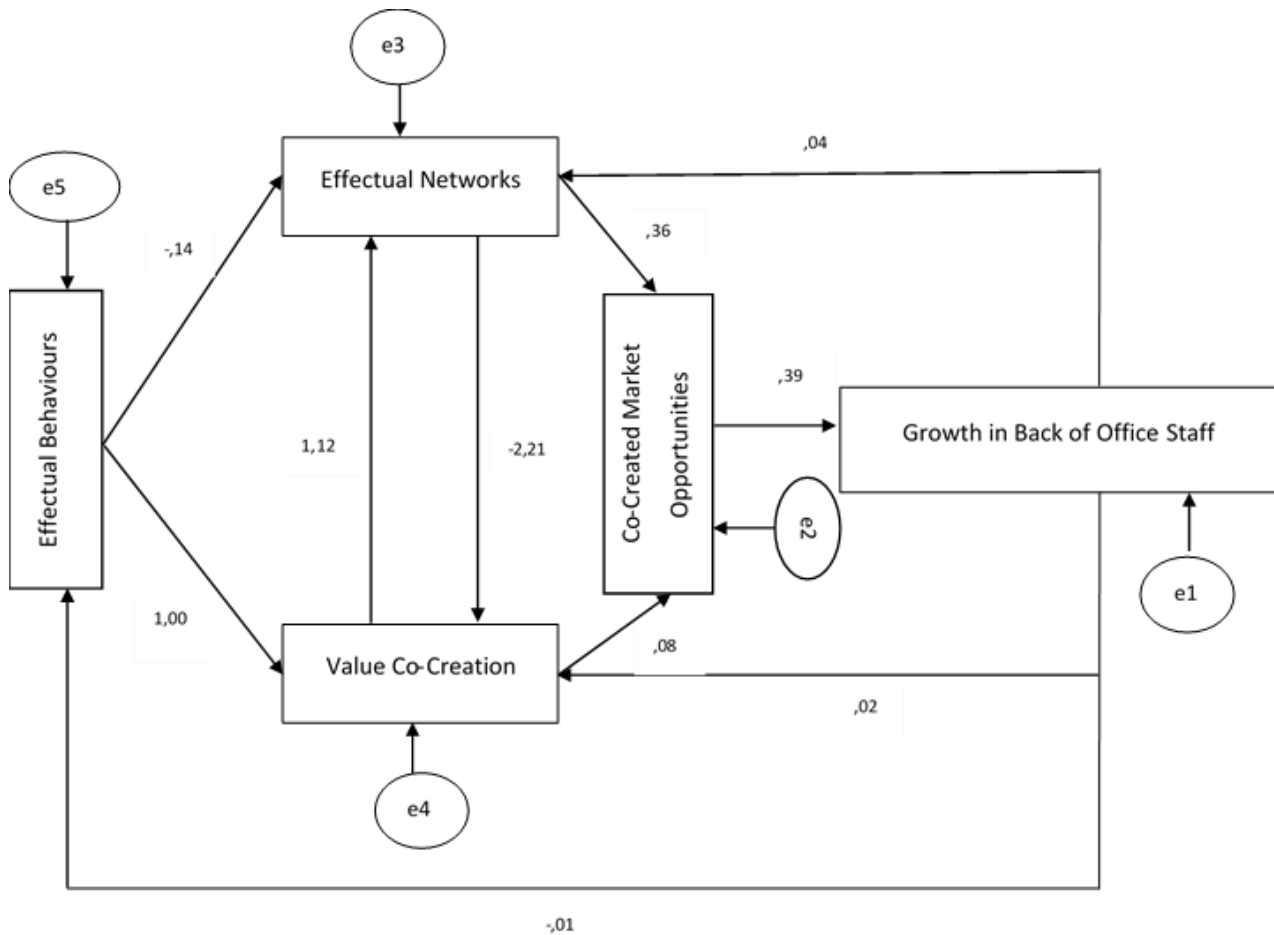 e3
,04
Effectual Networks
e5
-,14
,36
Effectual Behaviours
1,12
-2,21
Co-Created Market
Opportunities
,39
Growth in Back of Office Staff
e2
e1
1,00
Value Co-Creation
,08
,02
e4
-,01